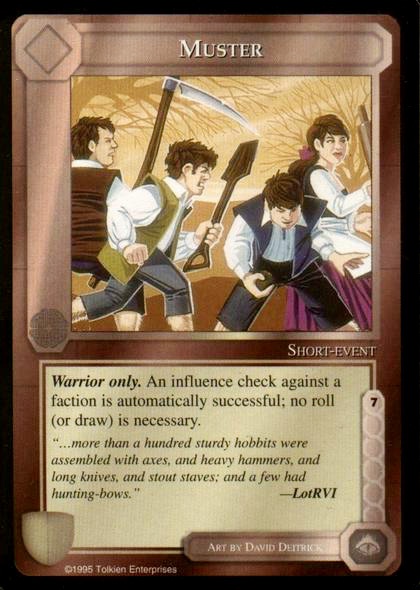 MUSTER
SHORT-EVENT
Warrior only. An influence check against a
faction is automatically successful; no roll
(or draw) is necessary.
“...more than a hundred sturdy hobbits were
assembled with axes, and heavy hammers, and
long knives, and stout staves; and a few had
hunting-bows.” —LotRVI
7
ART BY DAVID DEITRICK
©1995 Tolkien Enterprises